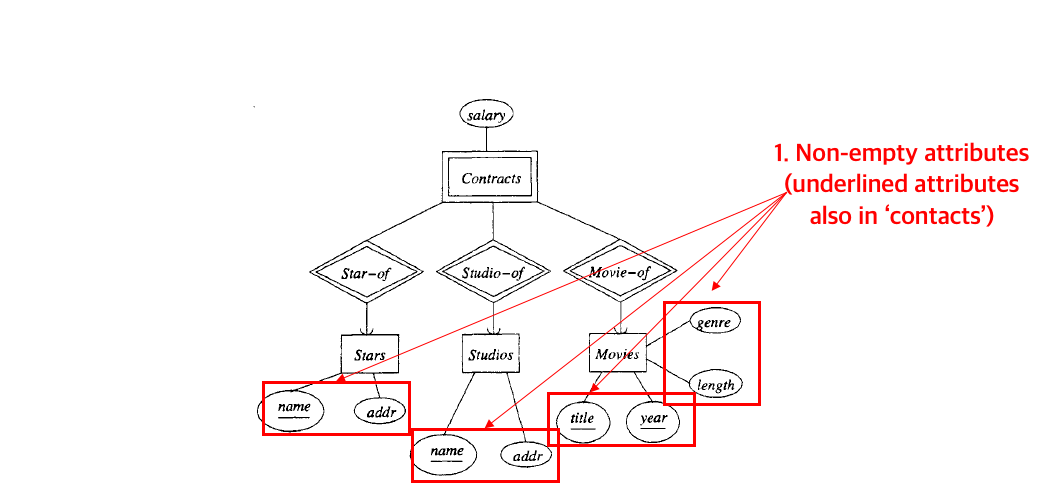 salary
1. Non-empty attributes
(underlined attributes
also in ‘contacts’)
Contracts
Star-of
Studio-of
Movie-of
genre
Stars
Studios
Movies
length
name
addr
title
year
name
addr